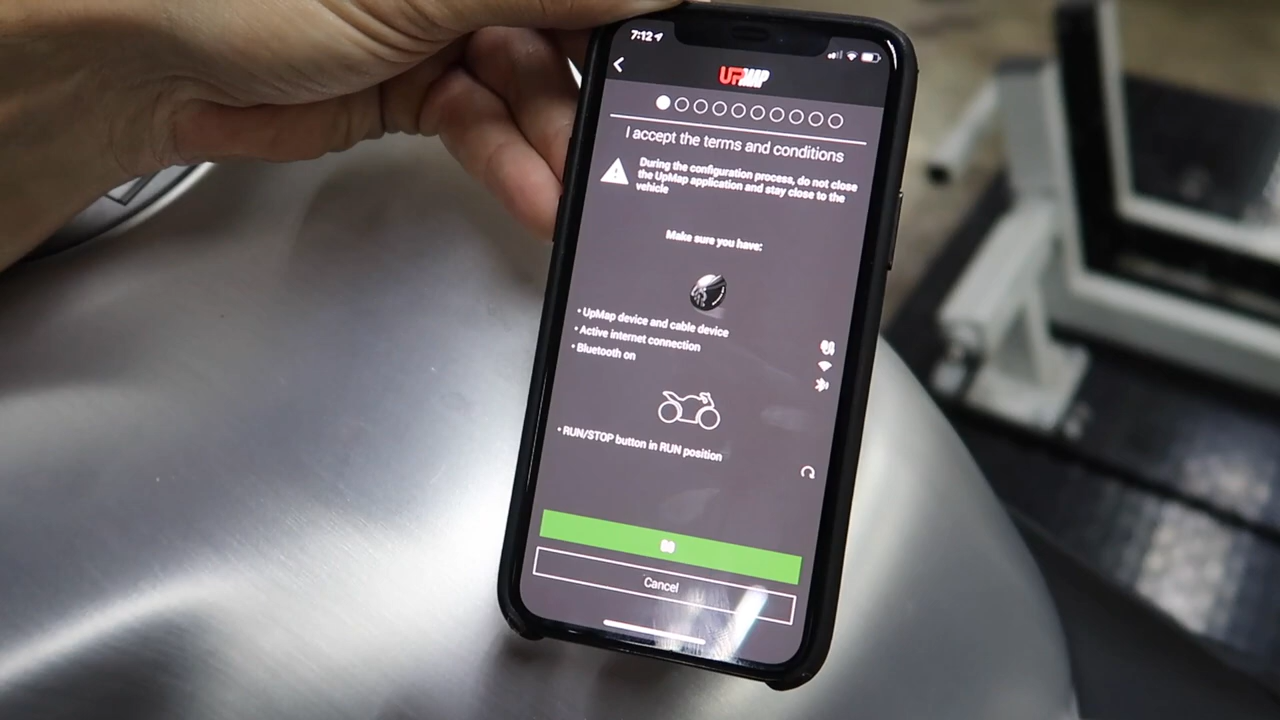 7:12
UPMAP
I accept the terms and conditions
During the configuration process, do not close
the UpMap application and stay close to the
vehicle
Make sure you have:
• UpMap device and cable device
• Active internet connection
• Bluetooth on
• RUN/STOP button in RUN position
GO
Cancel